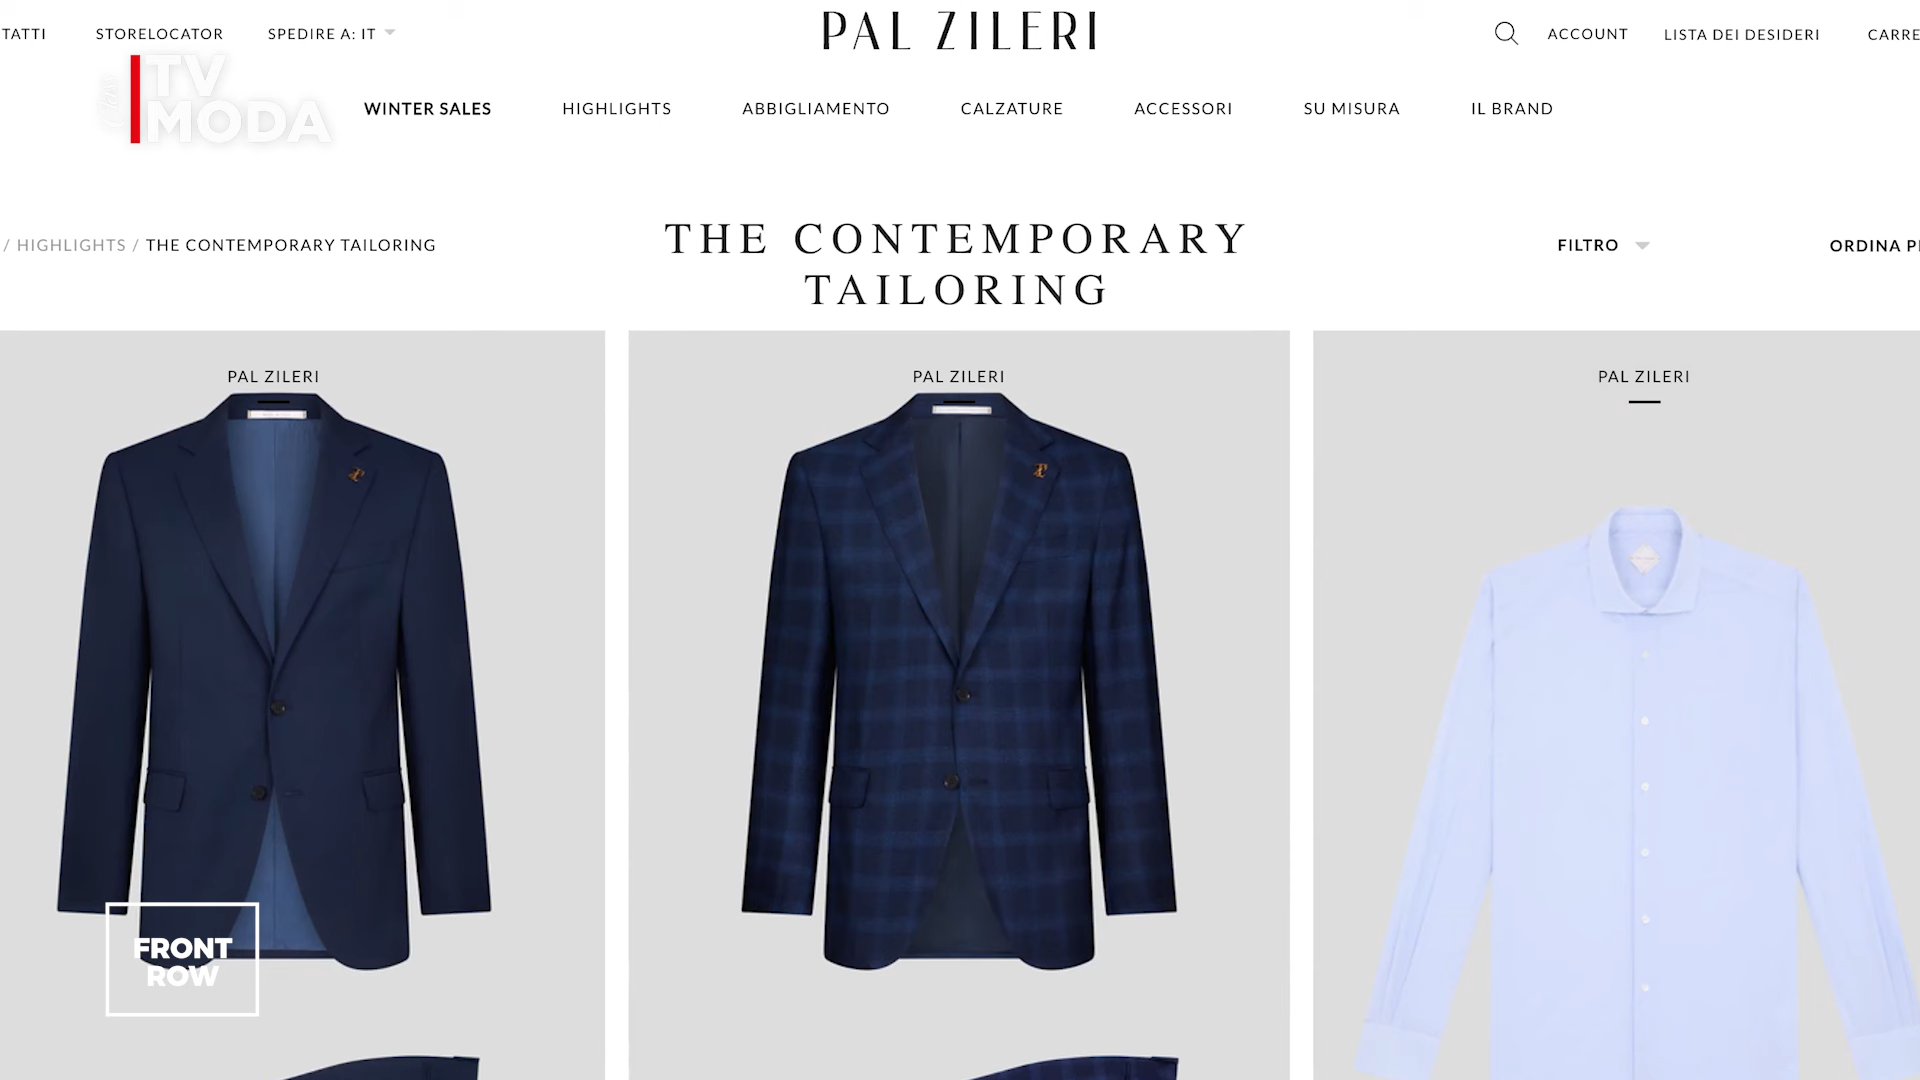 TATTI
STORELOCATOR
SPEDIRE A: IT
PAL ZILERI
ACCOUNT
LISTA DEI DESIDERI
CARRE
TV
MODA
WINTER SALES
HIGHLIGHTS
ABBIGLIAMENTO
CALZATURE
ACCESSORI
SU MISURA
IL BRAND
/ HIGHLIGHTS / THE CONTEMPORARY TAILORING
THE CONTEMPORARY
TAILORING
FILTRO
ORDINA P
PAL ZILERI
PAL ZILERI
PAL ZILERI
FRONT
ROW